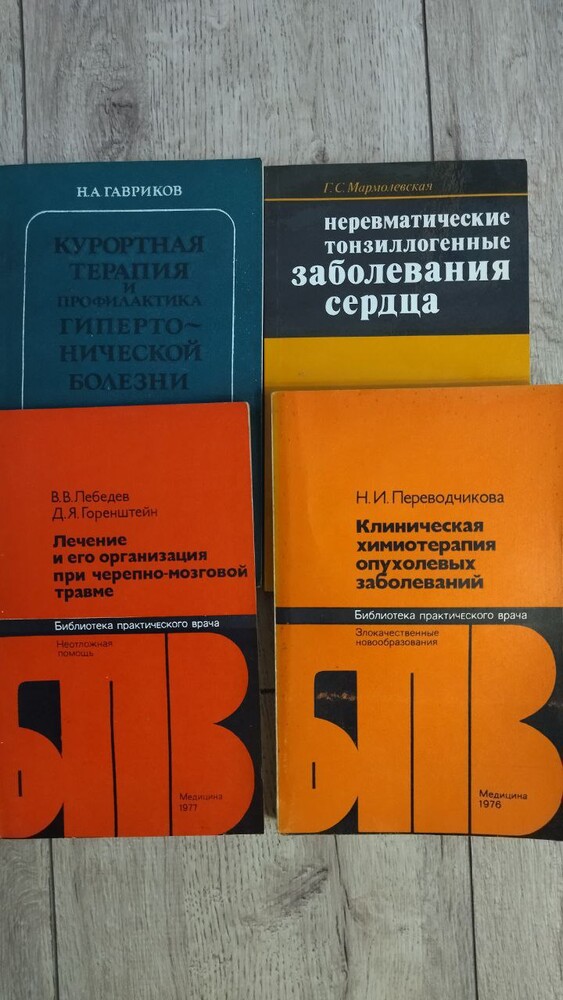 Н.А ГАВРИКОВ
КУРОРТНАЯ
ТЕРАПИЯ
И
ПРОФИЛАКТИКА
ГИПЕРТО~
НИЧЕСКОЙ
БОЛЕЗНИ
Г. С. Мармолевская
неревматические
тонзиллогенные
заболевания
сердца
В.В.Лебедев
Д.Я.Горенштейн
Лечение
и его организация
при черепно-мозговой
травме
Библиотека практического врача
Неотложная
помощь
БПВ
Медицина
1977
Н.И.Переводчикова
Клиническая
химиотерапия
опухолевых
заболеваний
Библиотека практического врача
Злокачественные
новообразования
БПВ
Медицина
1976